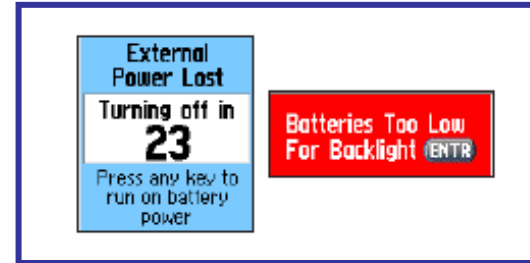 External
Power Lost
Turning off in
23
Press any key to
run on battery
power
Batteries Too Low
For Backlight ENTR